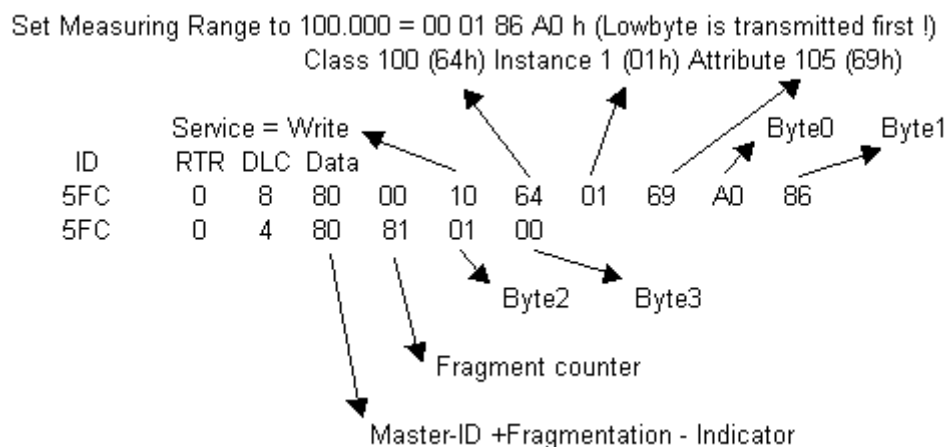 Set Measuring Range to 100.000 = 00 01 86 A0 h (Lowbyte is transmitted first !)
Class 100 (64h) Instance 1 (01h) Attribute 105 (69h)
Service = Write Byte0 Byte1
ID RTR DLC Data
5FC 0 8 80 00 10 64 01 69 A0 86
5FC 0 4 80 81 01 00
Byte2 Byte3
Fragment counter
Master-ID +Fragmentation - Indicator